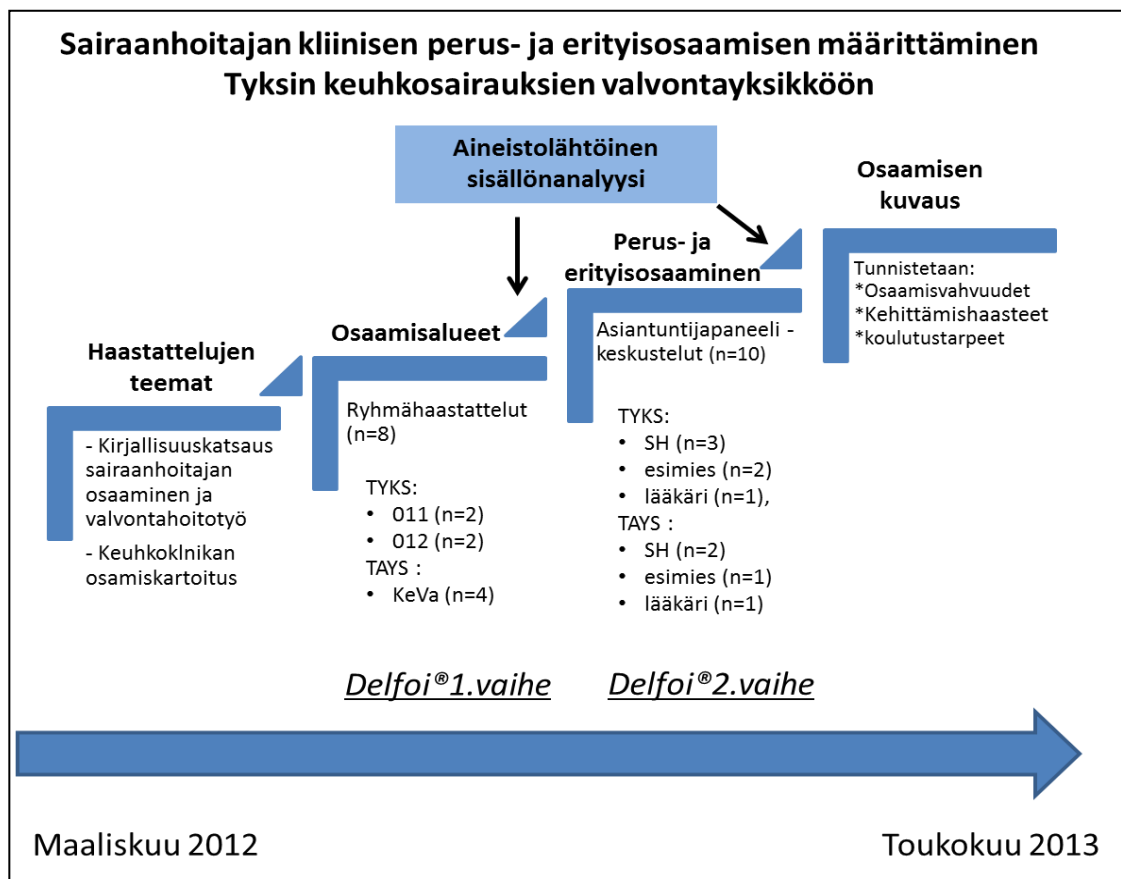 Sairaanhoitajan kliinisen perus- ja erityisosaamisen määrittäminen
Tyksin keuhkosairauksien valvontayksikköön
Aineistolähtöinen
sisällönanalyysi
Haastattelujen
teemat
- Kirjallisuuskatsaus
sairaanhoitajan
osaaminen ja
valvontahoitotyö
- Keuhkoklnikan
osamiskartoitus
Osaamisalueet
Ryhmähaastattelut
(n=8)
TYKS:
• 011 (n=2)
• 012 (n=2)
TAYS :
• KeVa (n=4)
Perus- ja
erityisosaaminen
Asiantuntijapaneeli -
keskustelut (n=10)
TYKS:
• SH (n=3)
• esimies (n=2)
• lääkäri (n=1),
TAYS :
• SH (n=2)
• esimies (n=1)
• lääkäri (n=1)
Osaamisen
kuvaus
Tunnistetaan:
*Osaamisvahvuudet
*Kehittämishaasteet
*koulutustarpeet
Delfoi®1.vaihe
Delfoi®2.vaihe
Maaliskuu 2012
Toukokuu 2013